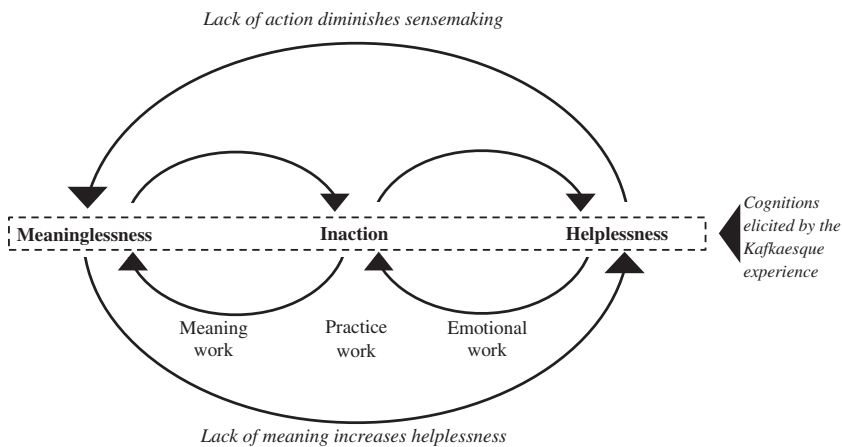 Lack of action diminishes sensemaking
Meaninglessness
Inaction
Helplessness
Cognitions
elicited by the
Kafkaesque
experience
Meaning
work
Practice
work
Emotional
work
Lack of meaning increases helplessness